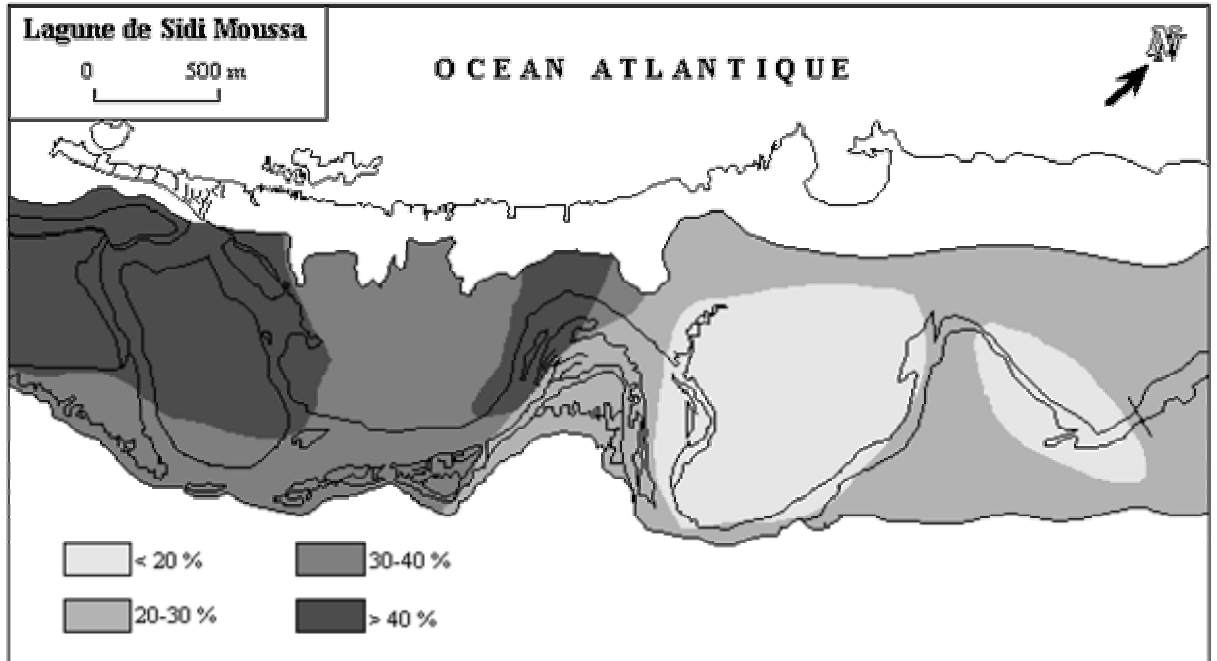 Lagune de Sidi Moussa
0 500 m
OCEAN ATLANTIQUE
N
< 20 %
30-40 %
20-30 %
> 40 %